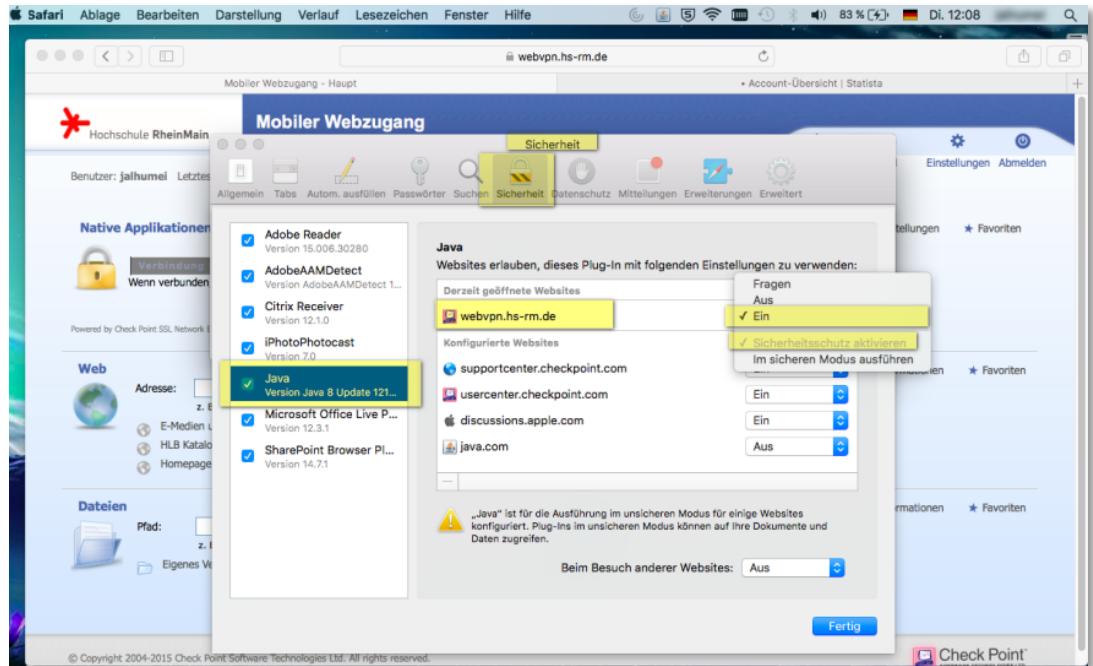 Safari Ablage Bearbeiten Darstellung Verlauf Lesezeichen Fenster Hilfe 83 % Di. 12:08
webvpn.hs-rm.de
Mobiler Webzugang - Haupt
• Account-Übersicht | Statista
Hochschule RheinMain
Mobiler Webzugang
Einstellungen Abmelden
Benutzer: jalhumei Letztes
Sicherheit
Allgemein Tabs Autom. ausfüllen Passwörter Suchen Sicherheit Datenschutz Mitteilungen Erweiterungen Erweitert
Native Applikationen
Verbindung
Wenn verbunden
tellungen
Favoriten
Powered by Check Point SSL Network
Web
Adresse:
z.
E-Medien
HLB Katalo
Homepage
Favoriten
Dateien
Pfad:
z.
Eigenes Ve
rmationen
Favoriten
Adobe Reader
Version 15.006.30280
AdobeAAMDetect
Version AdobeAAMDetect 1...
Citrix Receiver
Version 12.1.0
iPhotoPhotocast
Version 7.0
Java
Version Java 8 Update 121...
Microsoft Office Live P...
Version 12.3.1
SharePoint Browser Pl...
Version 14.7.1
Java
Websites erlauben, dieses Plug-In mit folgenden Einstellungen zu verwenden:
Derzeit geöffnete Websites
webvpn.hs-rm.de
Fragen
Aus
✓ Ein
✓ Sicherheitsschutz aktivieren
Im sicheren Modus ausführen
Konfigurierte Websites
supportcenter.checkpoint.com Ein
usercenter.checkpoint.com Ein
discussions.apple.com Ein
java.com Aus
„Java“ ist für die Ausführung im unsicheren Modus für einige Websites
konfiguriert. Plug-Ins im unsicheren Modus können auf Ihre Dokumente und
Daten zugreifen.
Beim Besuch anderer Websites: Aus
Fertig
© Copyright 2004-2015 Check Point Software Technologies Ltd. All rights reserved.
Check Point